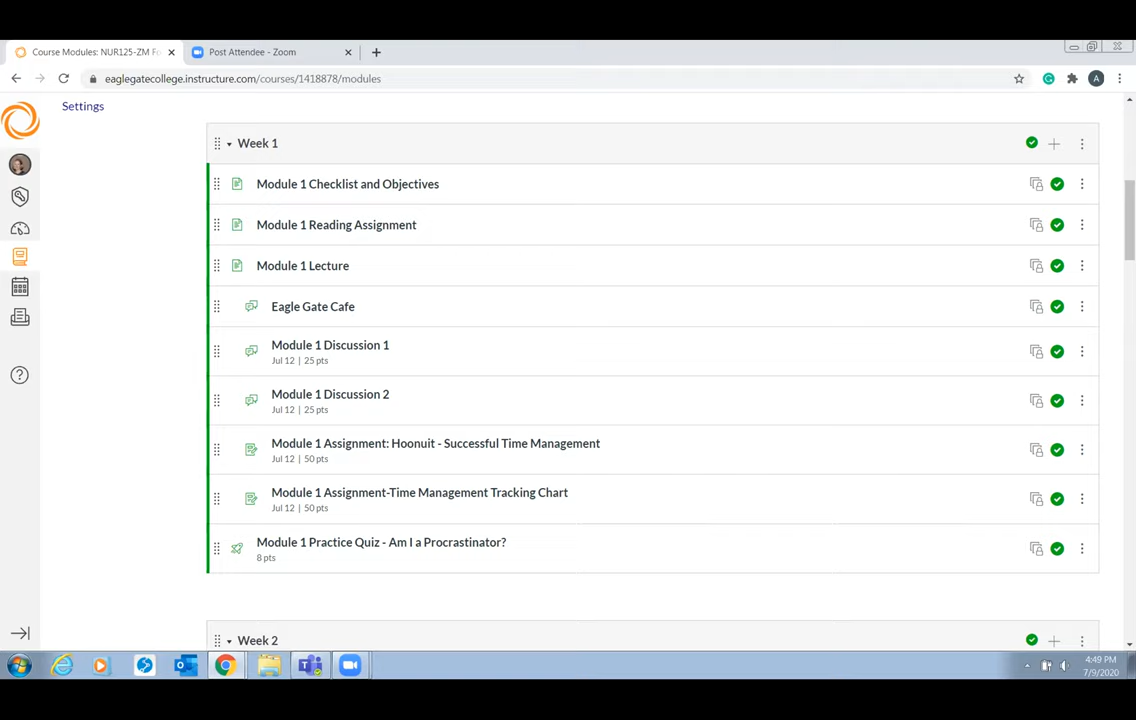 Course Modules: NUR125-ZM Fo
Post Attendee - Zoom
eaglegatecollege.instructure.com/courses/1418878/modules
A
Settings
Week 1
Module 1 Checklist and Objectives
Module 1 Reading Assignment
Module 1 Lecture
Eagle Gate Cafe
Module 1 Discussion 1
Jul 12 | 25 pts
Module 1 Discussion 2
Jul 12 | 25 pts
Module 1 Assignment: Hoonuit - Successful Time Management
Jul 12 | 50 pts
Module 1 Assignment-Time Management Tracking Chart
Jul 12 | 50 pts
Module 1 Practice Quiz - Am I a Procrastinator?
8 pts
Week 2
4:49 PM
7/9/2020